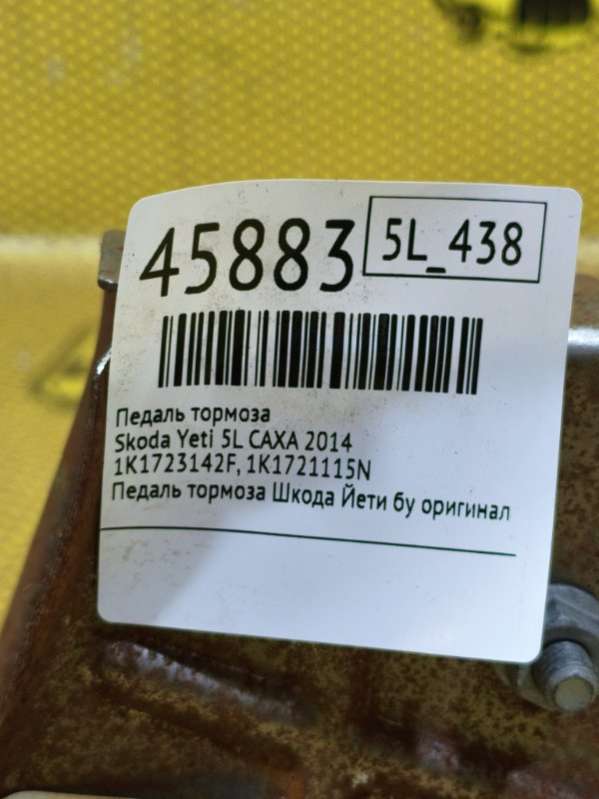 45883
5L_438
Педаль тормоза
Skoda Yeti 5L CAXA 2014
1K1723142F, 1K1721115N
Педаль тормоза Шкода Йети бу оригинал